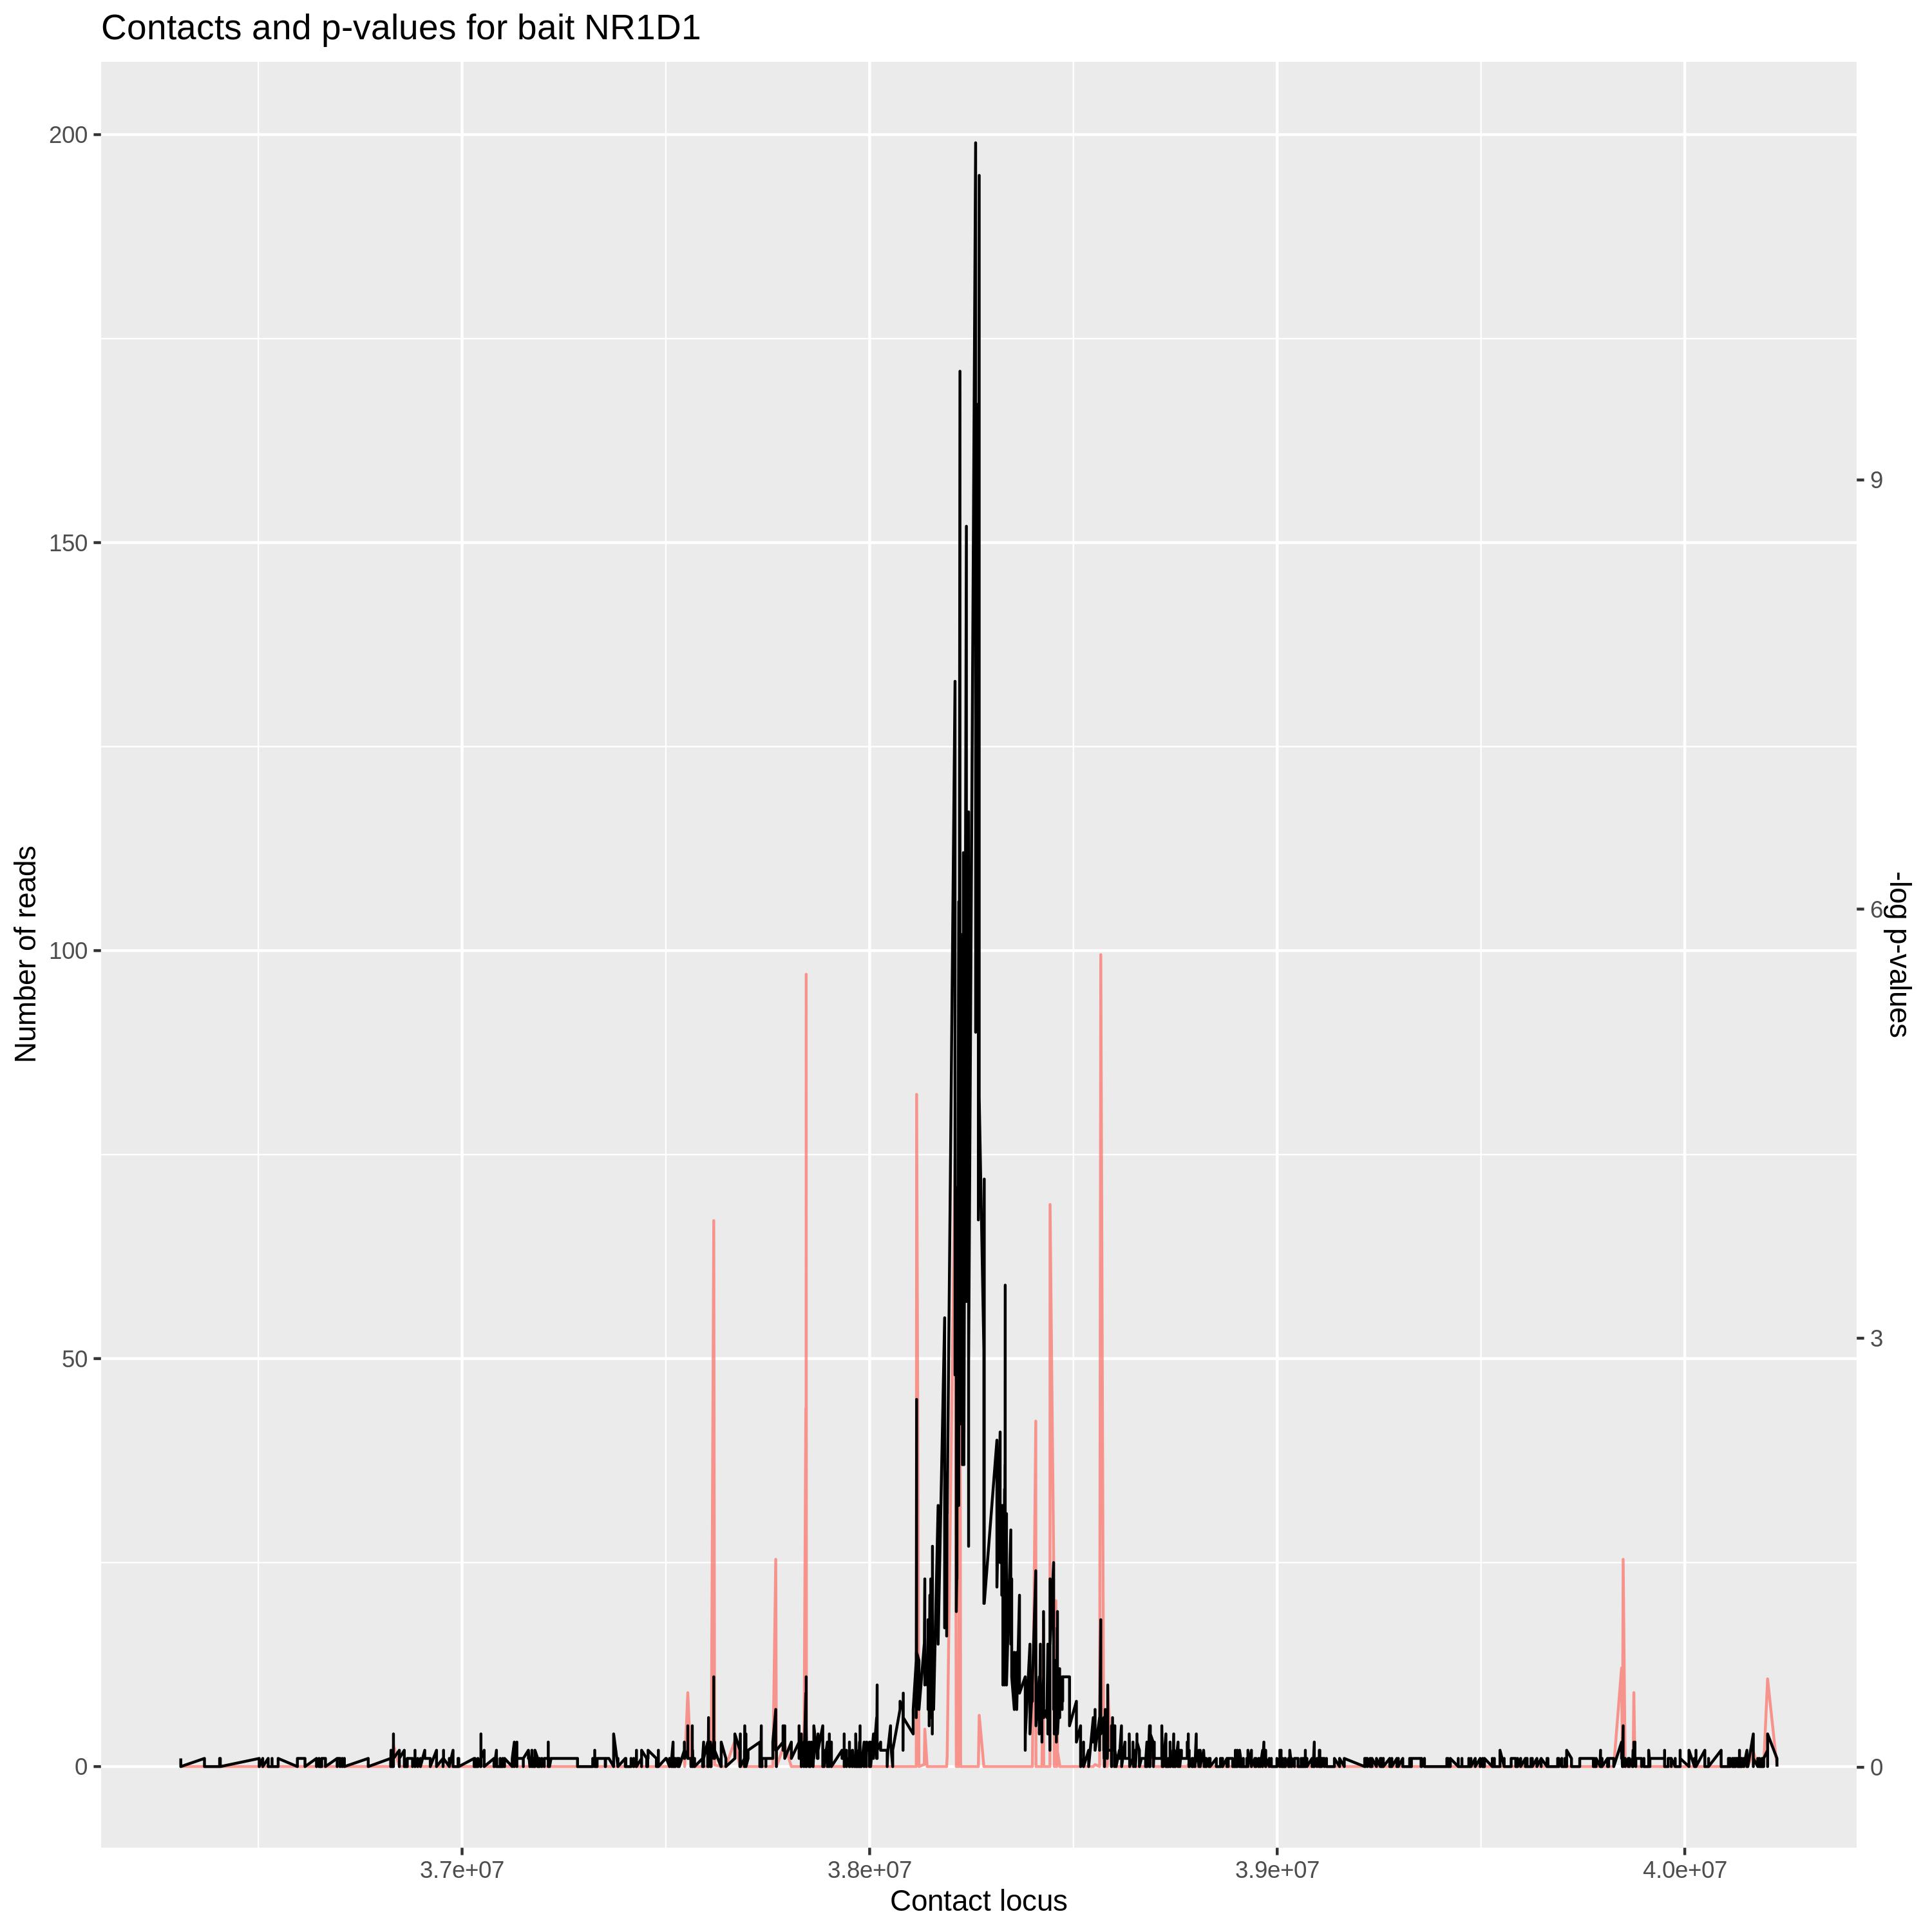 Contacts and p-values for bait NR1D1
200
150
100
50
0
Number of reads
9
6
3
0
-log p-values
3.7e+07
3.8e+07
3.9e+07
4.0e+07
Contact locus